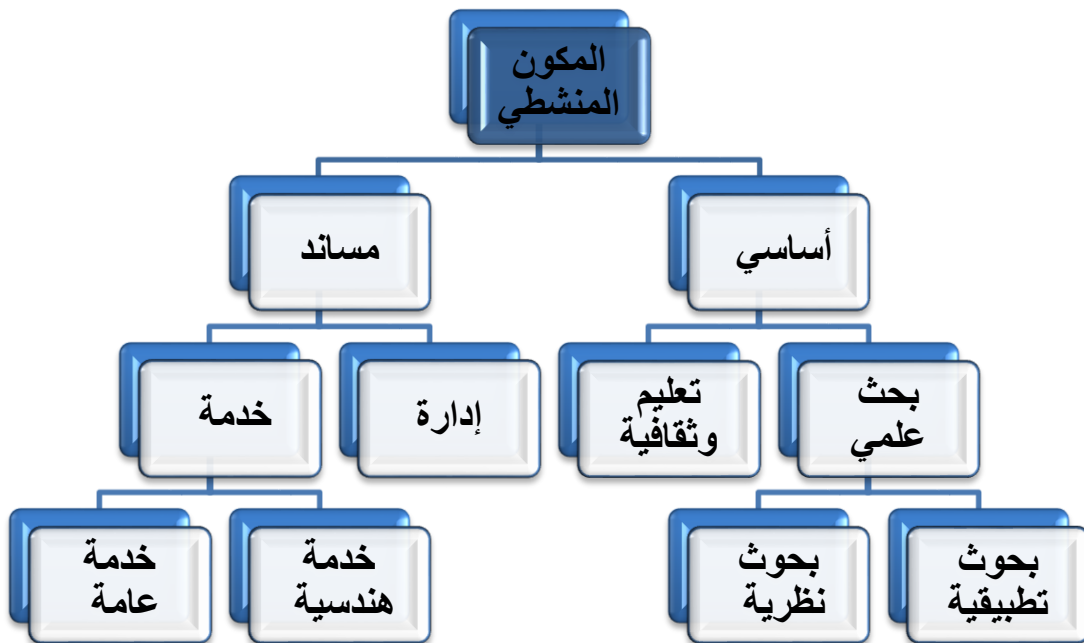 المكون
المنشطي
أساسي
مساند
بحث
علمي
تعليم
وثقافية
إدارة
خدمة
بحوث
تطبيقية
بحوث
نظرية
خدمة
هندسية
خدمة
عامة